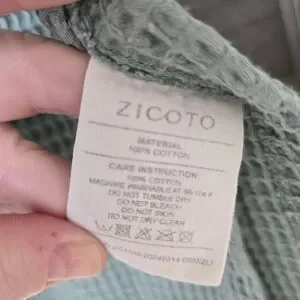 ZICOTO
MATERIAL:
100% COTTON
CARE INSTRUCTION:
100% COTTON
MACHINE WASHABLE AT 86-104 F
DO NOT TUMBLE DRY
DO NOT BLEACH
DO NOT IRON
DO NOT DRY CLEAN